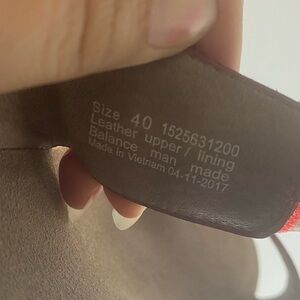 Size 40 1525631200
Leather upper / lining
Balance man made
Made in Vietnam 04-11-2017